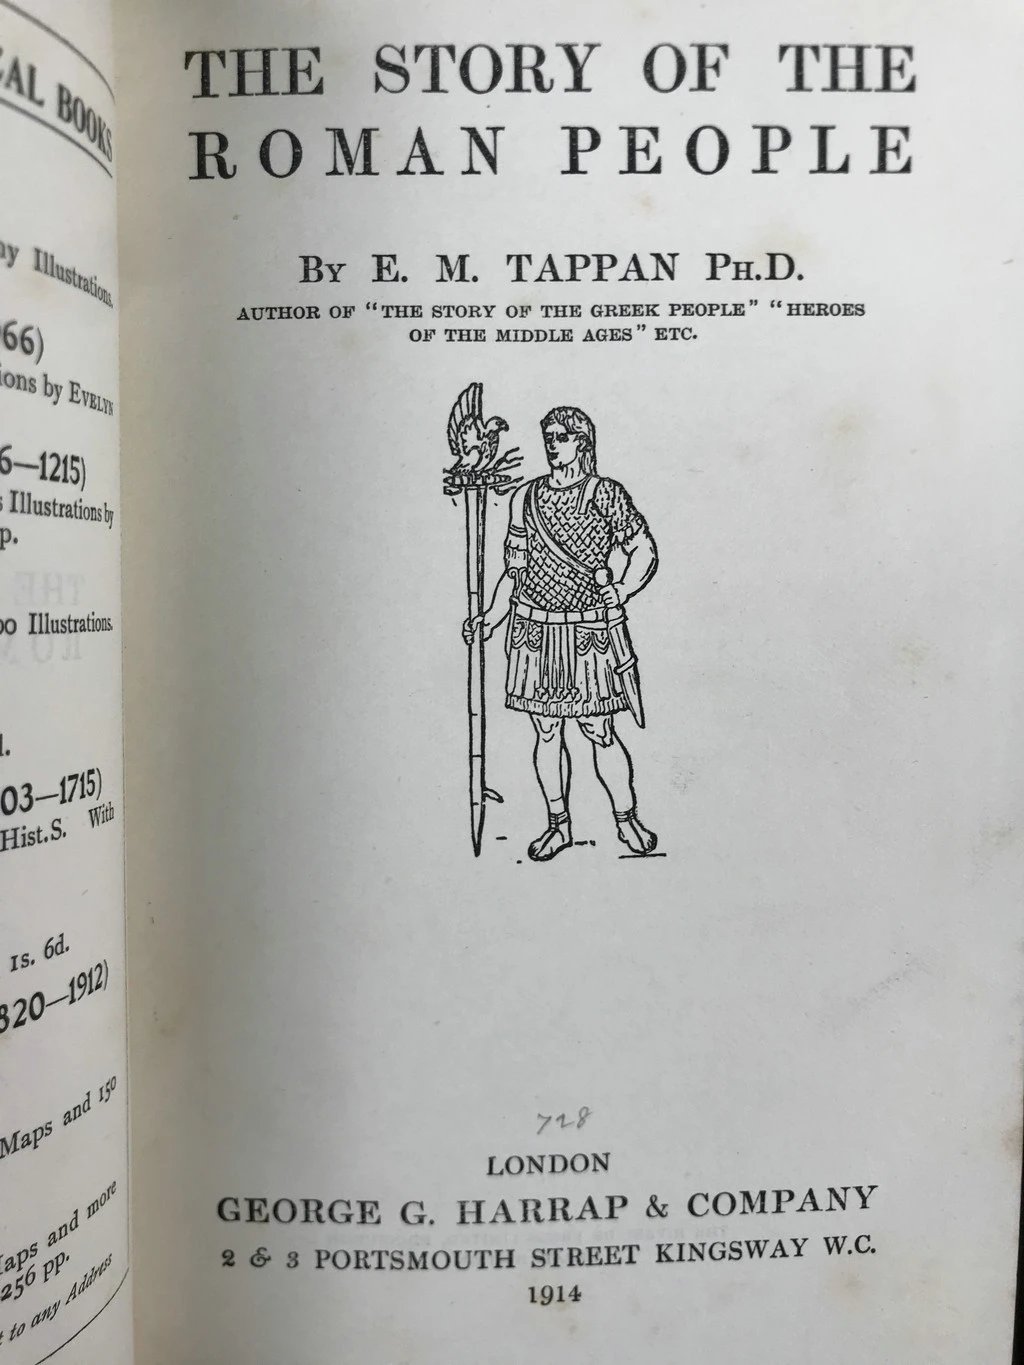 AL BOOKS
Illustrations.
66)
by EVELYN
6—1215)
Illustrations by
p.
Illustrations.
03—1715)
Hist.S. With
1s. 6d.
820—1912)
Maps and 150
and more
256 pp.
to any Address
THE STORY OF THE
ROMAN PEOPLE
BY E. M. TAPPAN PH.D.
AUTHOR OF "THE STORY OF THE GREEK PEOPLE" "HEROES
OF THE MIDDLE AGES" ETC.
728
LONDON
GEORGE G. HARRAP & COMPANY
2 & 3 PORTSMOUTH STREET KINGSWAY W.C.
1914